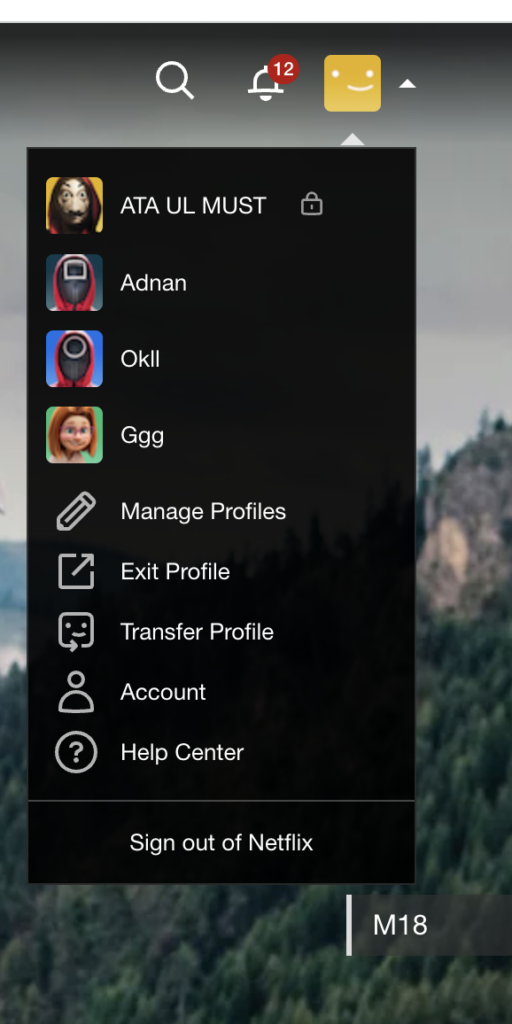 12
ATA UL MUST
Adnan
Okll
Ggg
Manage Profiles
Exit Profile
Transfer Profile
Account
? Help Center
Sign out of Netflix
M18